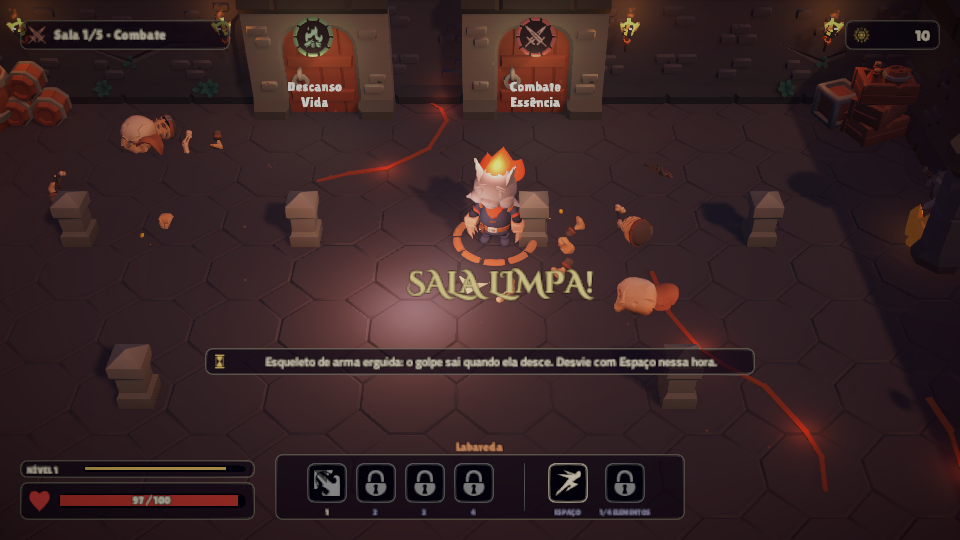 Sala 1/5 · Combate
10
Descanso
Vida
Combate
Essência
SALA LIMPA!
Esqueleto de arma erguida: o golpe sai quando ela desce. Desvie com Espaço nessa hora.
Labareda
NÍVEL 1
97 / 100
1
2
3
4
ESPAÇO
1/4 ELEMENTOS